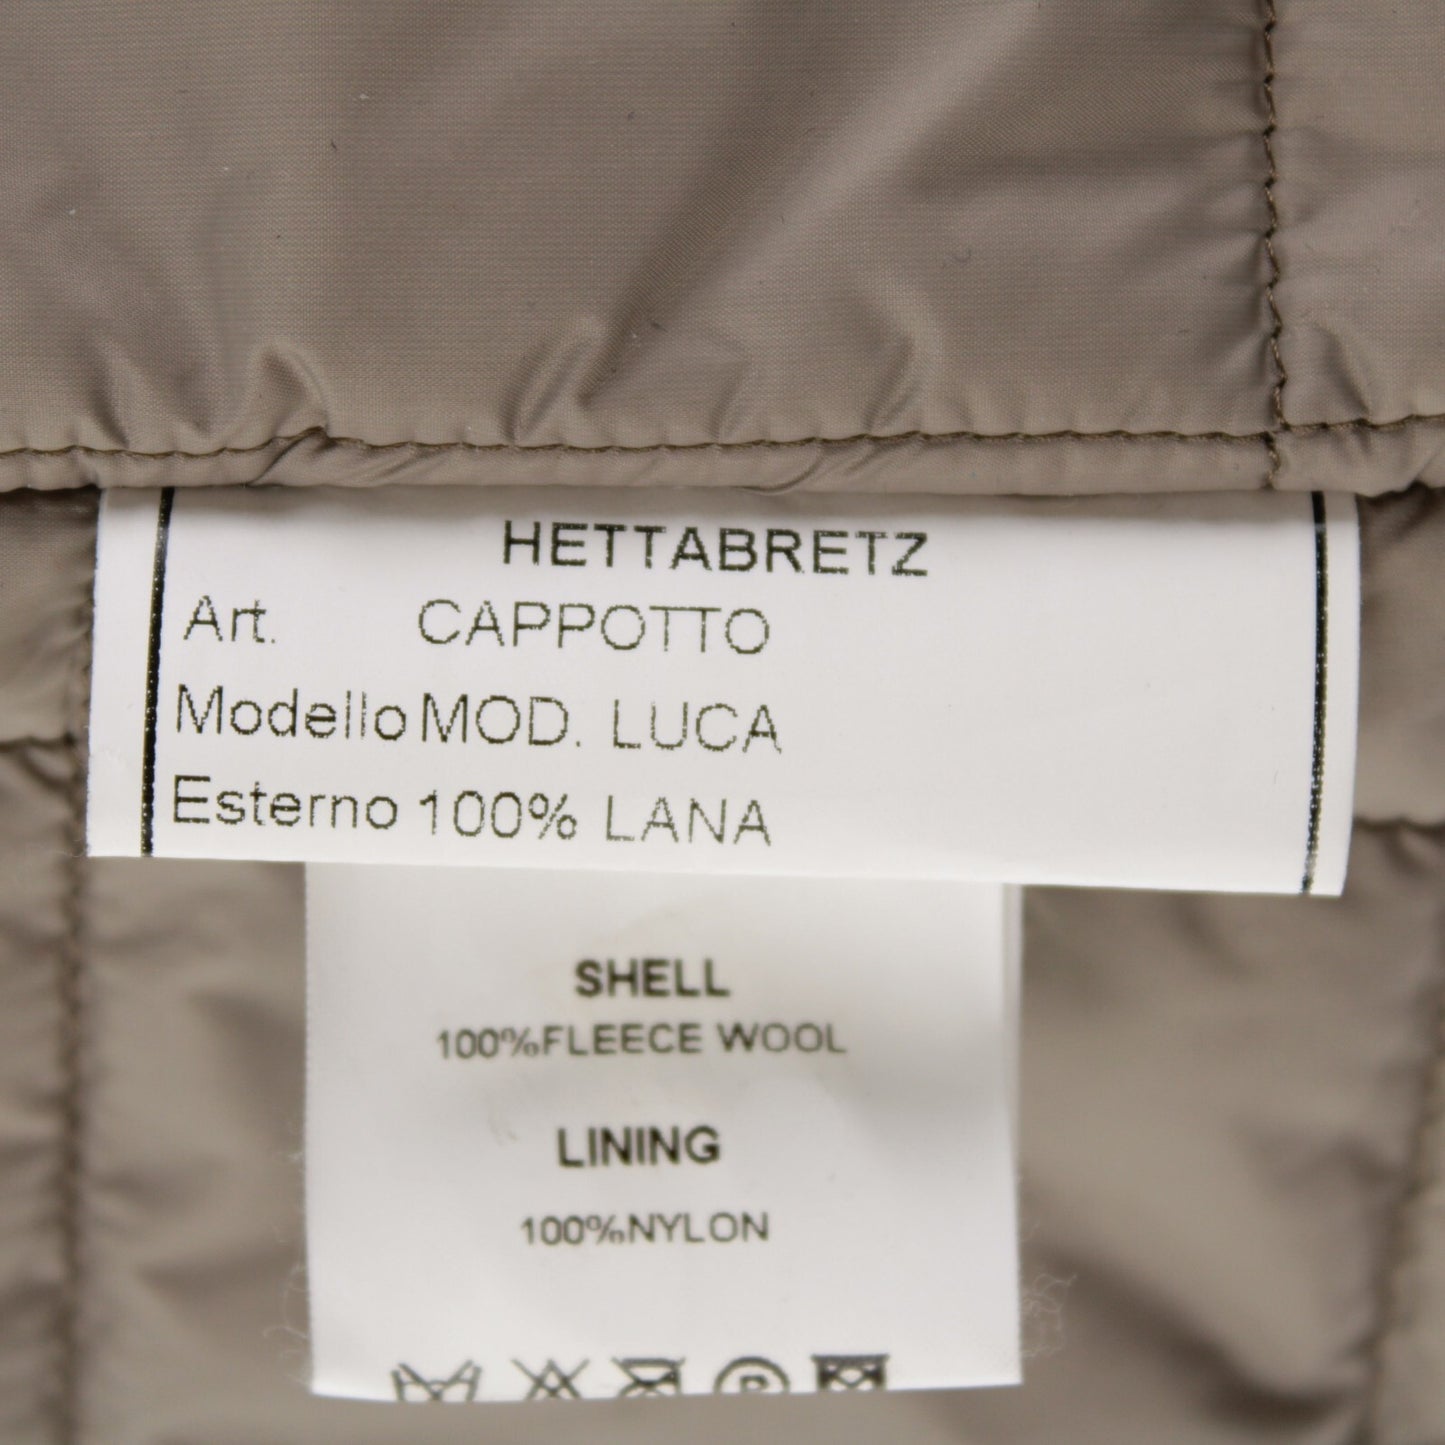 HETTABRETZ
Art. CAPPOTTO
Modello MOD. LUCA
Esterno 100% LANA
SHELL
100%FLEECE WOOL
LINING
100%NYLON